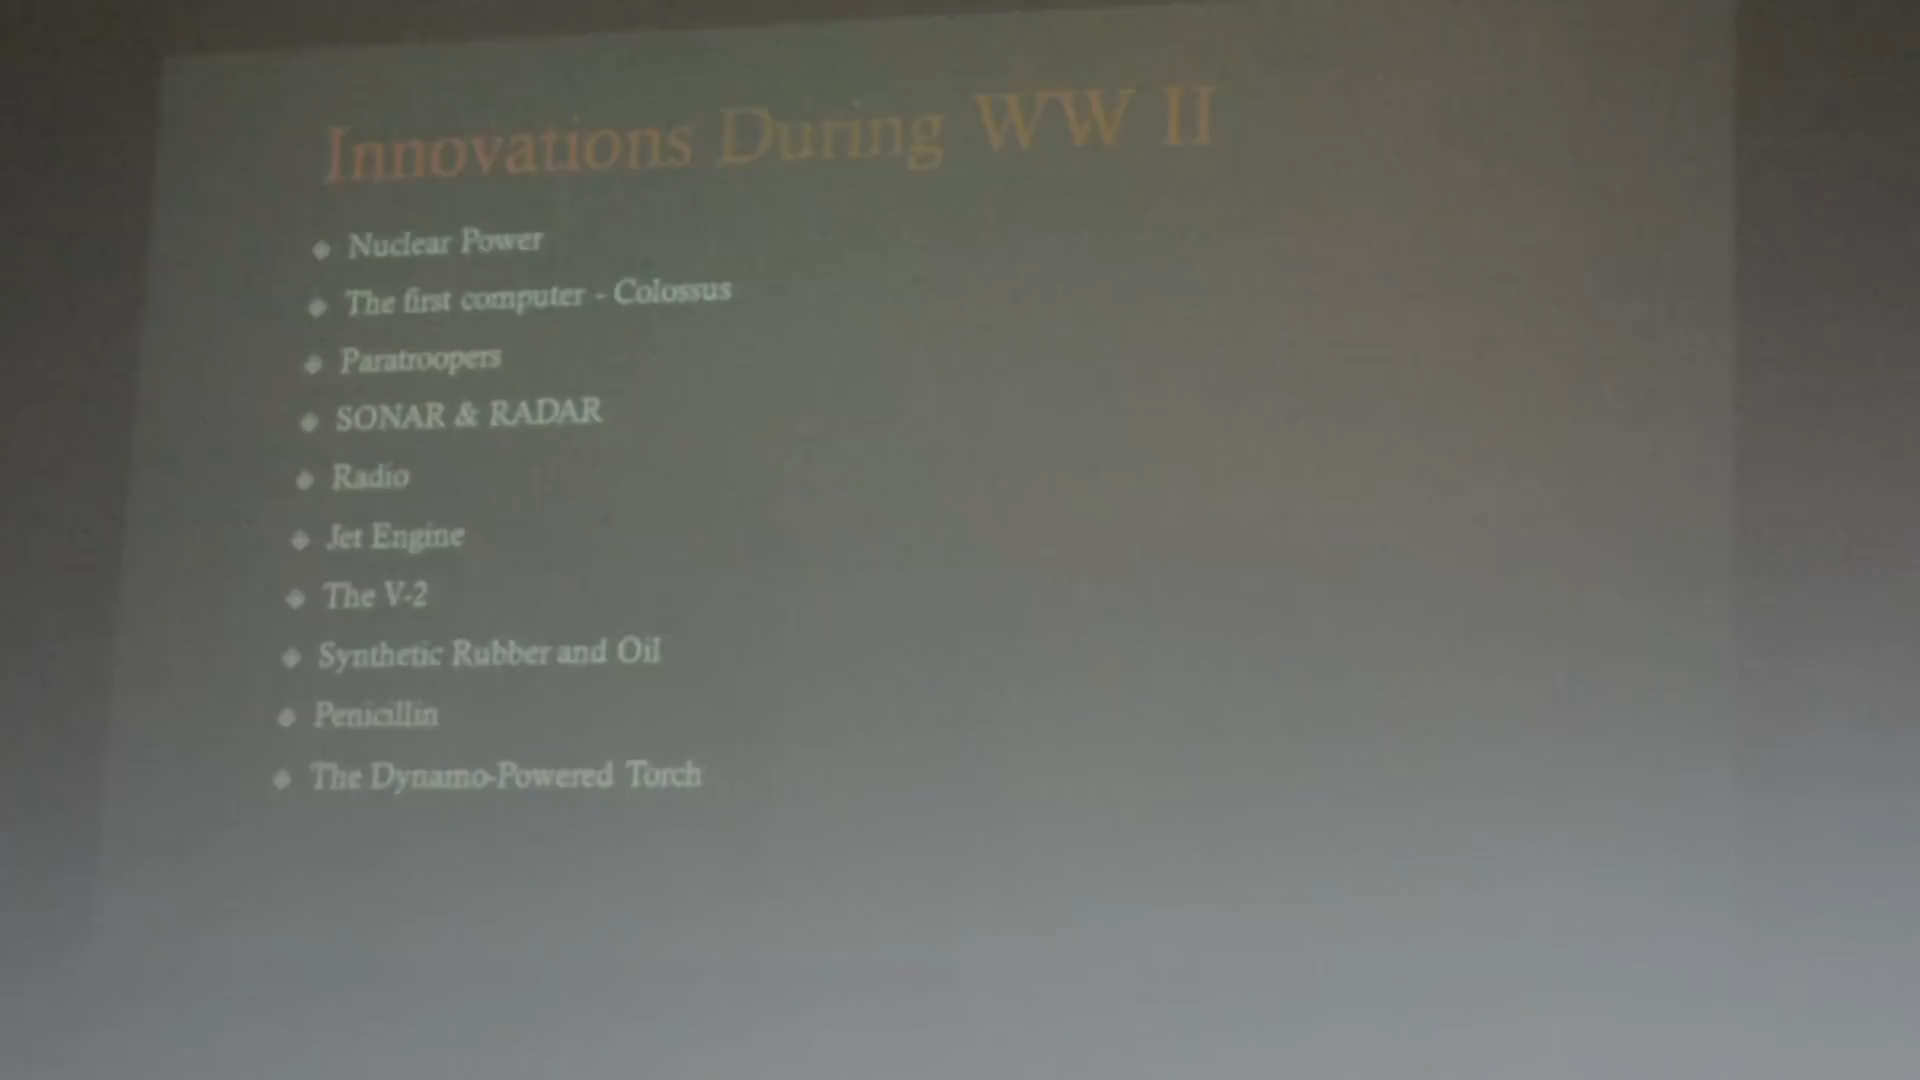 Innovations During WW II
Nuclear Power
The first computer - Colossus
Paratroopers
SONAR & RADAR
Radio
Jet Engine
The V-2
Synthetic Rubber and Oil
Penicillin
The Dynamo-Powered Torch